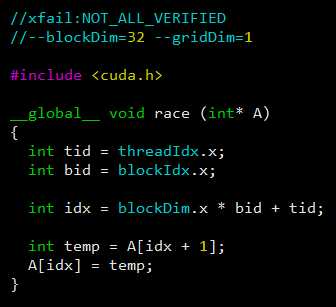 //xfail:NOT_ALL_VERIFIED
//--blockDim=32 --gridDim=1
#include <cuda.h>
__global__ void race (int* A)
{
int tid = threadIdx.x;
int bid = blockIdx.x;
int idx = blockDim.x * bid + tid;
int temp = A[idx + 1];
A[idx] = temp;
}